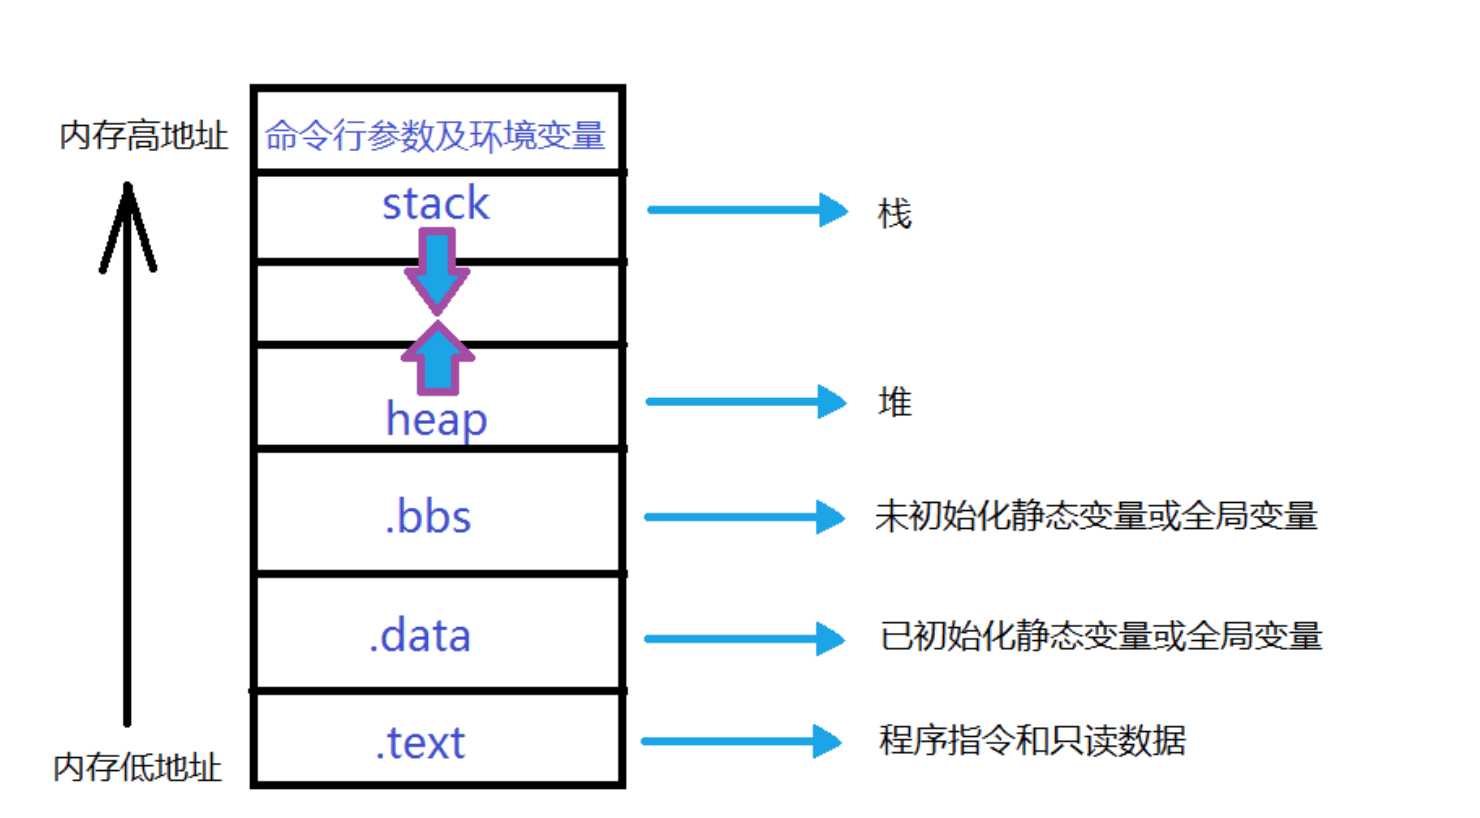 内存高地址
命令行参数及环境变量
stack
栈
heap
堆
.bbs
未初始化静态变量或全局变量
.data
已初始化静态变量或全局变量
.text
程序指令和只读数据
内存低地址